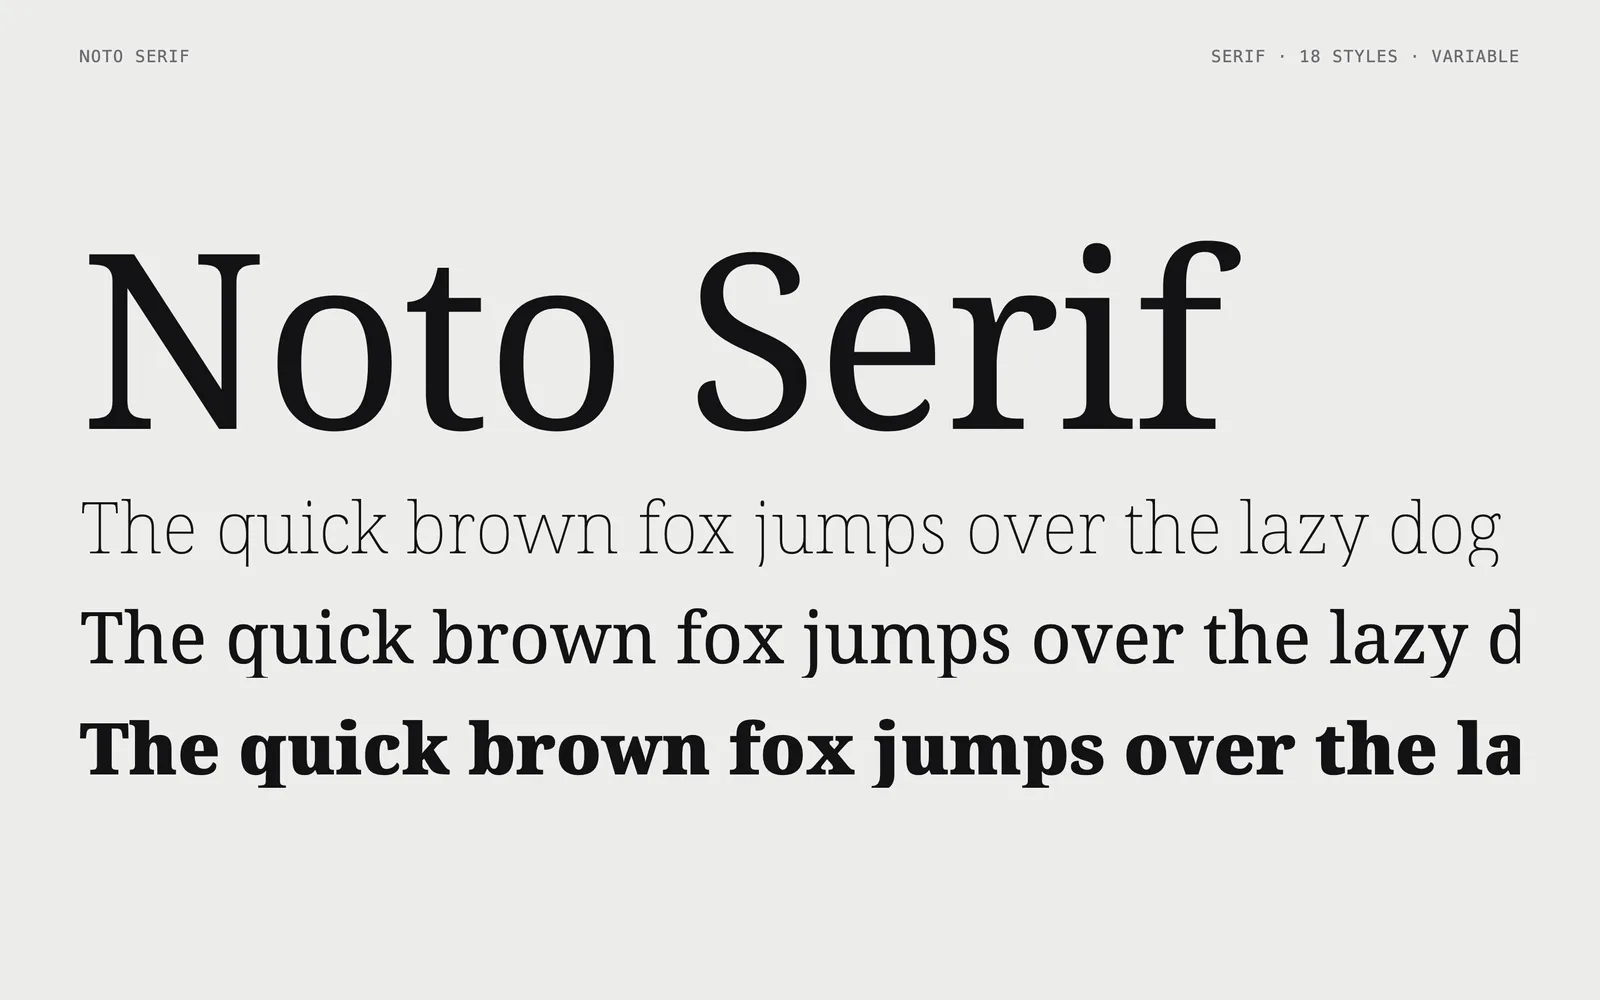 NOTO SERIF
SERIF · 18 STYLES · VARIABLE
Noto Serif
The quick brown fox jumps over the lazy dog
The quick brown fox jumps over the lazy d
The quick brown fox jumps over the la